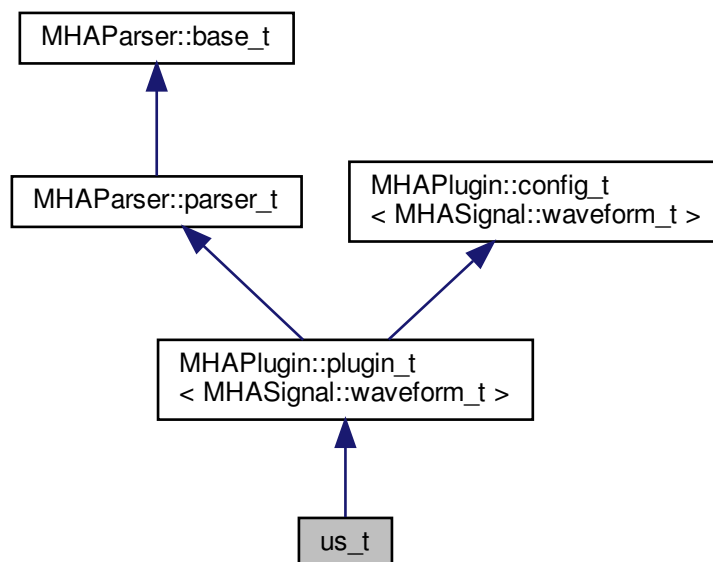 MHAParser::base_t
MHAParser::parser_t
MHAPlugin::config_t
< MHASignal::waveform_t >
MHAPlugin::plugin_t
< MHASignal::waveform_t >
us_t